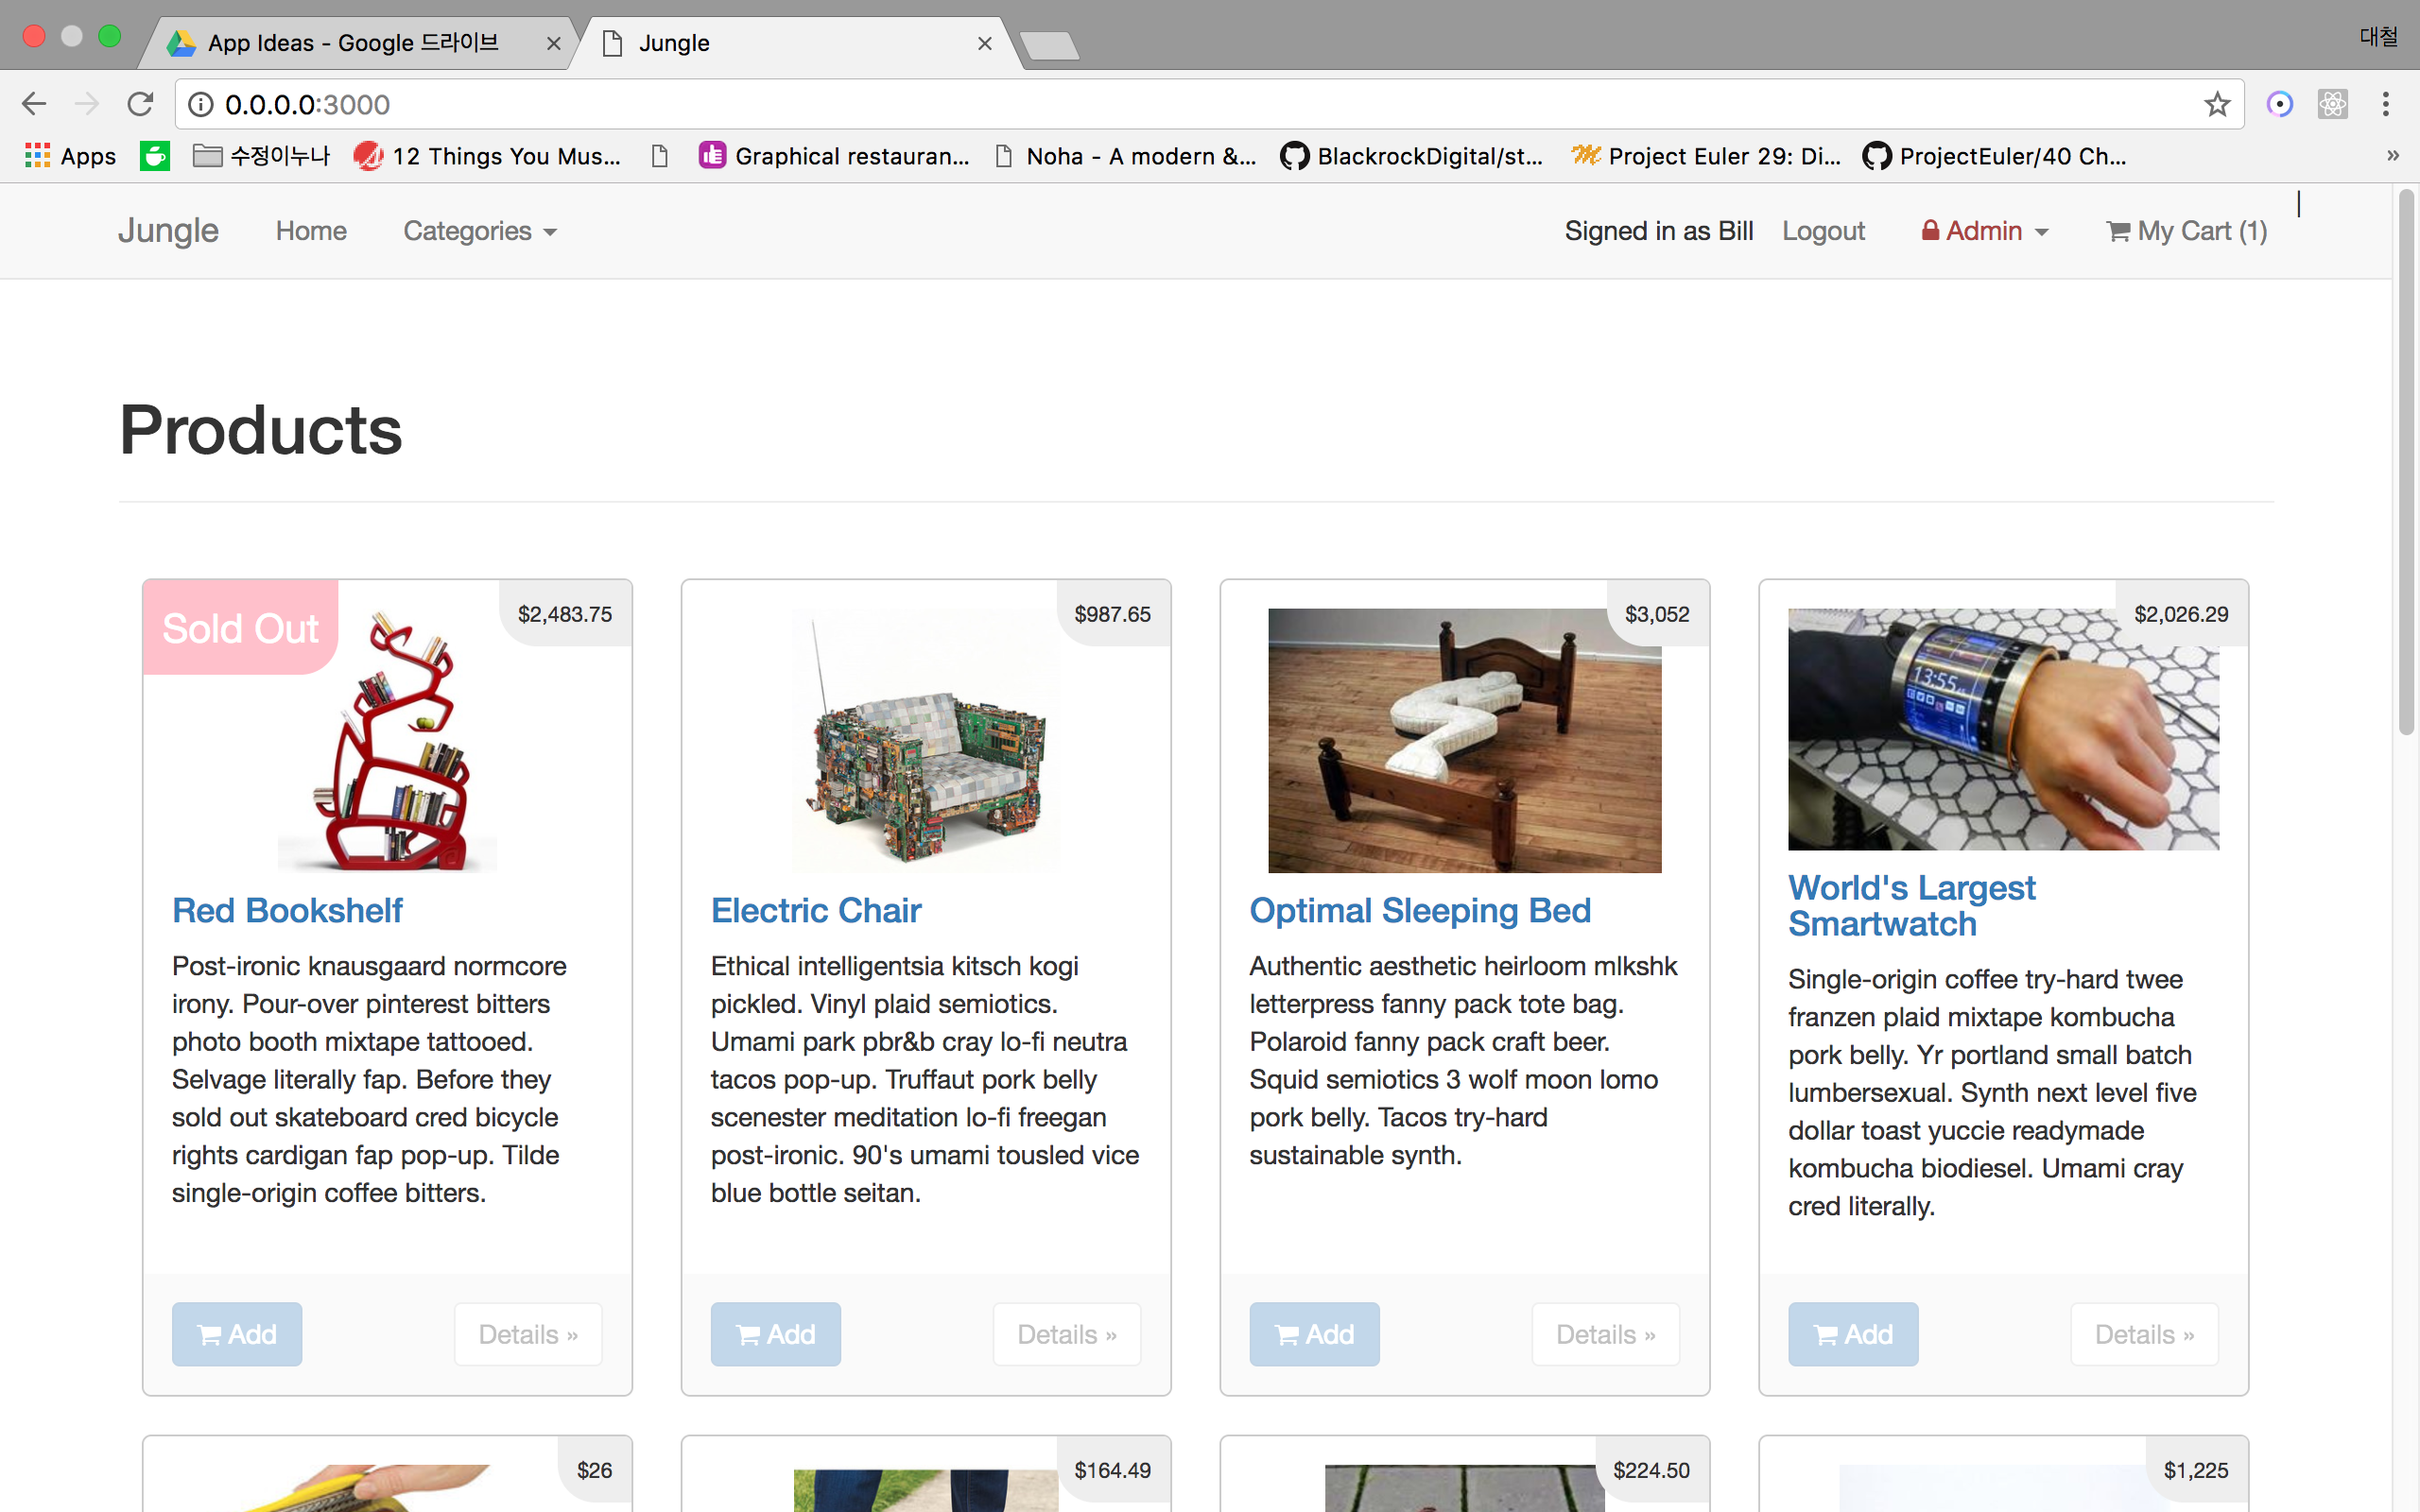 App Ideas - Google 드라이브
Jungle
대철
0.0.0.0:3000
Apps
수정이누나
12 Things You Mus...
Graphical restauran...
Noha - A modern &...
BlackrockDigital/st...
Project Euler 29: Di...
ProjectEuler/40 Ch...
»
Jungle
Home
Categories
Signed in as Bill
Logout
Admin
My Cart (1)
Products
Sold Out
$2,483.75
Red Bookshelf
Post-ironic knausgaard normcore
irony. Pour-over pinterest bitters
photo booth mixtape tattooed.
Selvage literally fap. Before they
sold out skateboard cred bicycle
rights cardigan fap pop-up. Tilde
single-origin coffee bitters.
Add
Details »
$987.65
Electric Chair
Ethical intelligentsia kitsch kogi
pickled. Vinyl plaid semiotics.
Umami park pbr&b cray lo-fi neutra
tacos pop-up. Truffaut pork belly
scenester meditation lo-fi freegan
post-ironic. 90's umami tousled vice
blue bottle seitan.
Add
Details »
$3,052
Optimal Sleeping Bed
Authentic aesthetic heirloom mlkshk
letterpress fanny pack tote bag.
Polaroid fanny pack craft beer.
Squid semiotics 3 wolf moon lomo
pork belly. Tacos try-hard
sustainable synth.
Add
Details »
$2,026.29
13:55
World's Largest
Smartwatch
Single-origin coffee try-hard twee
franzen plaid mixtape kombucha
pork belly. Yr portland small batch
lumbersexual. Synth next level five
dollar toast yuccie readymade
kombucha biodiesel. Umami cray
cred literally.
Add
Details »
$26
$164.49
$224.50
$1,225